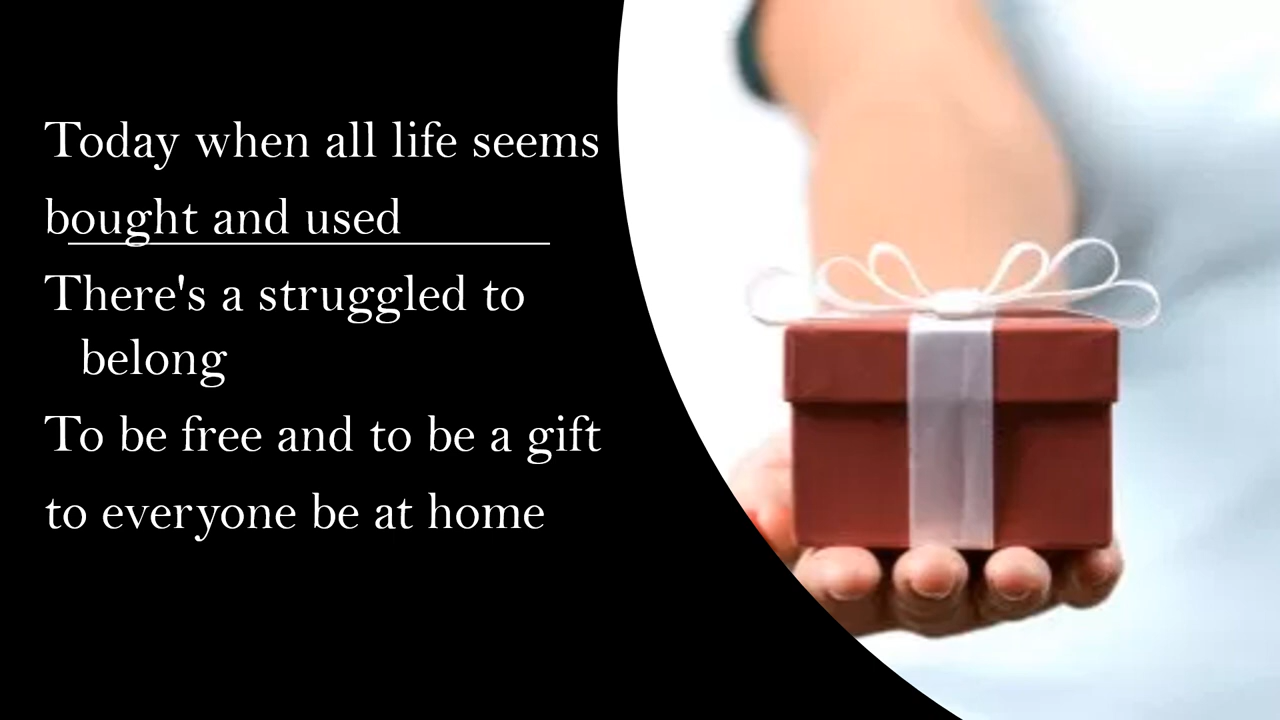 Today when all life seems
bought and used
There's a struggled to
belong
To be free and to be a gift
to everyone be at home